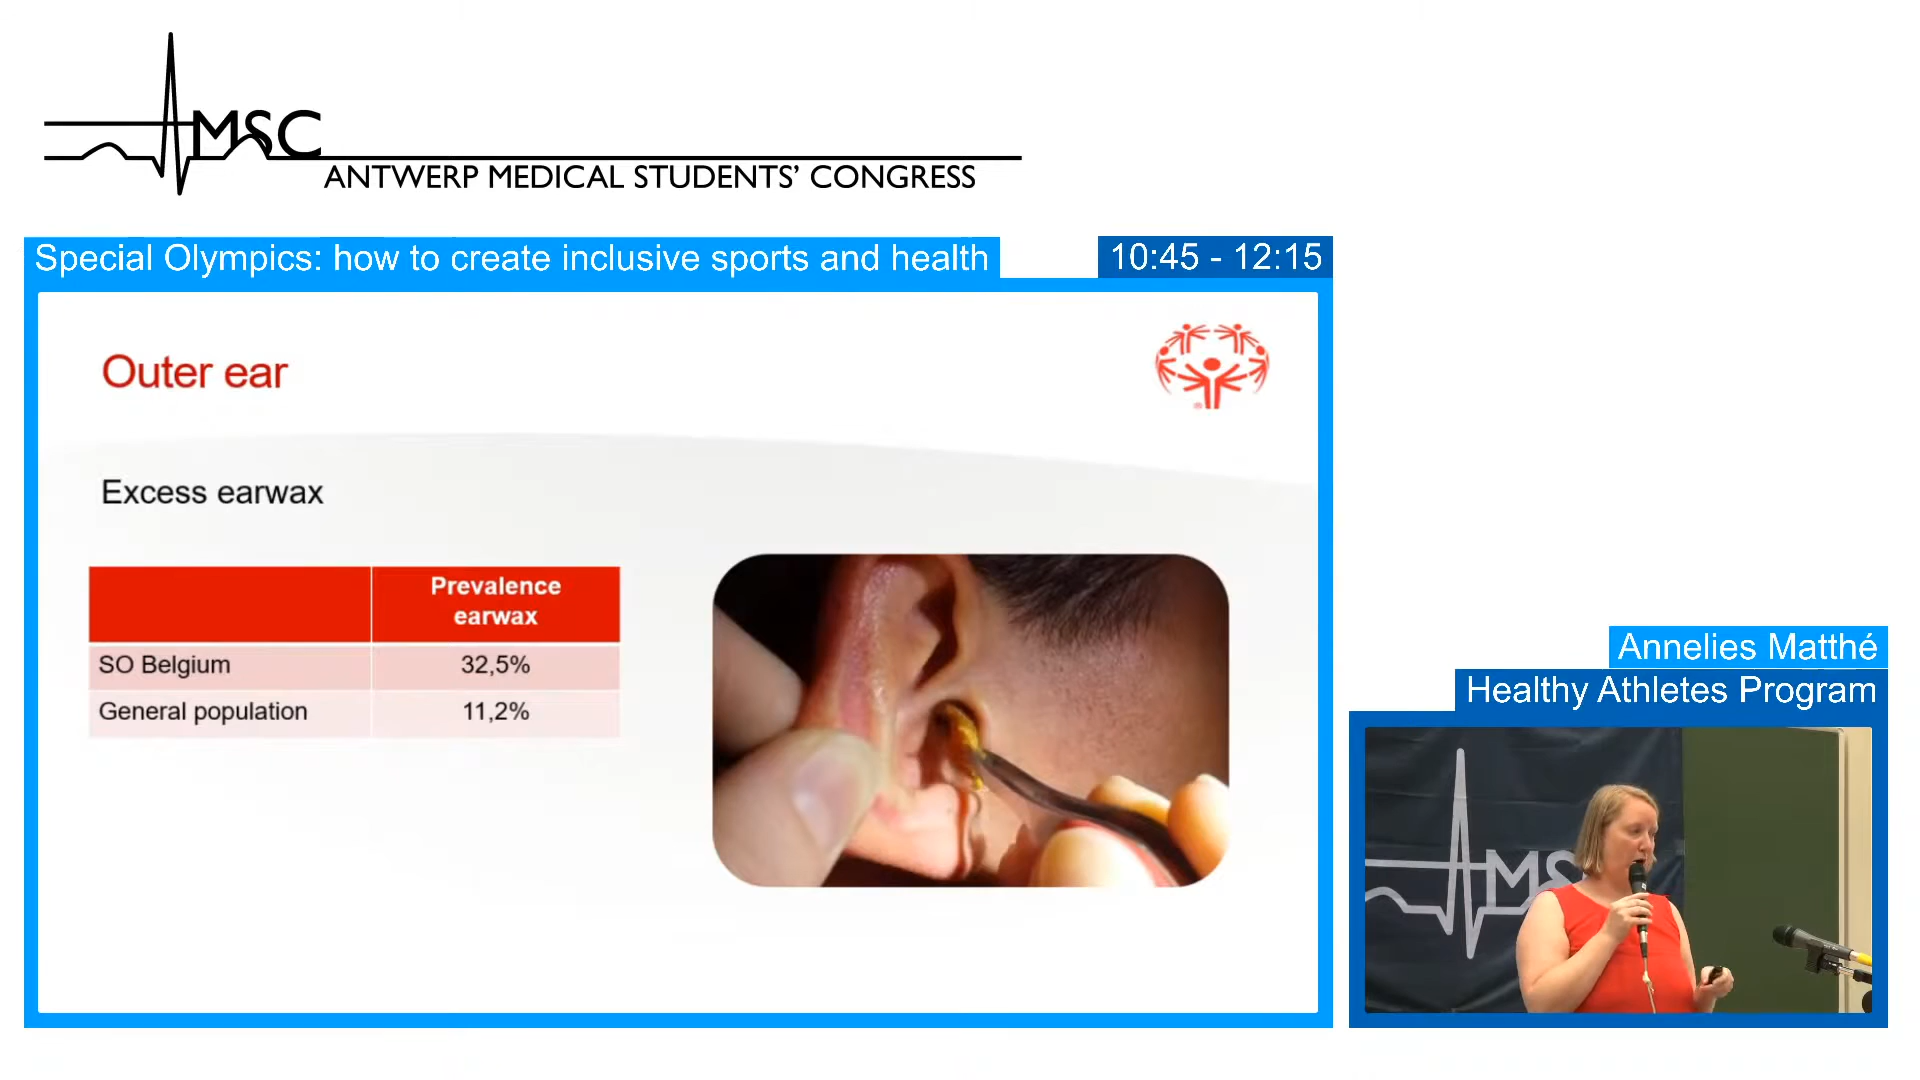 MSC
ANTWERP MEDICAL STUDENTS' CONGRESS
Special Olympics: how to create inclusive sports and health
10:45 - 12:15
Outer ear
Excess earwax
Prevalence
earwax
SO Belgium
32,5%
General population
11,2%
Annelies Matthé
Healthy Athletes Program
MS